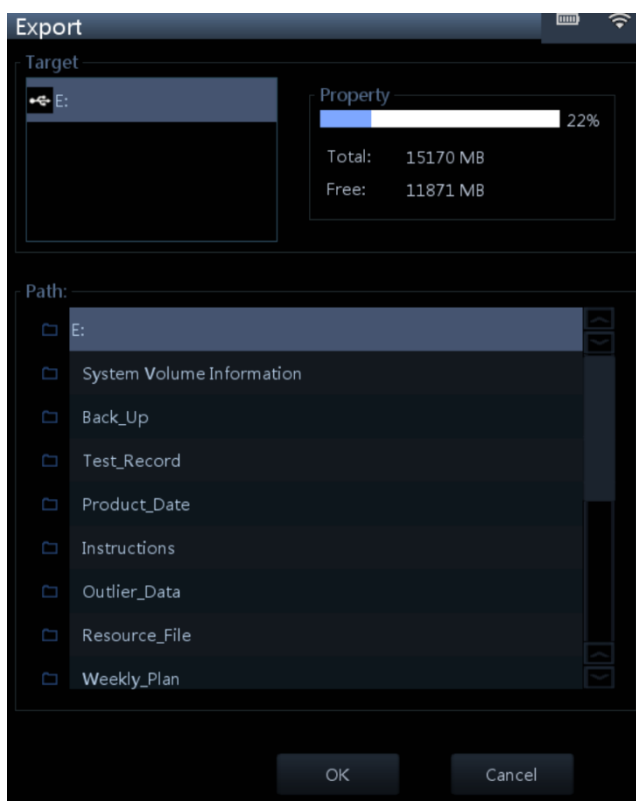 Export
Target
E:
Property
22%
Total: 15170 MB
Free: 11871 MB
Path:
E:
System Volume Information
Back_Up
Test_Record
Product_Date
Instructions
Outlier_Data
Resource_File
Weekly_Plan
OK Cancel